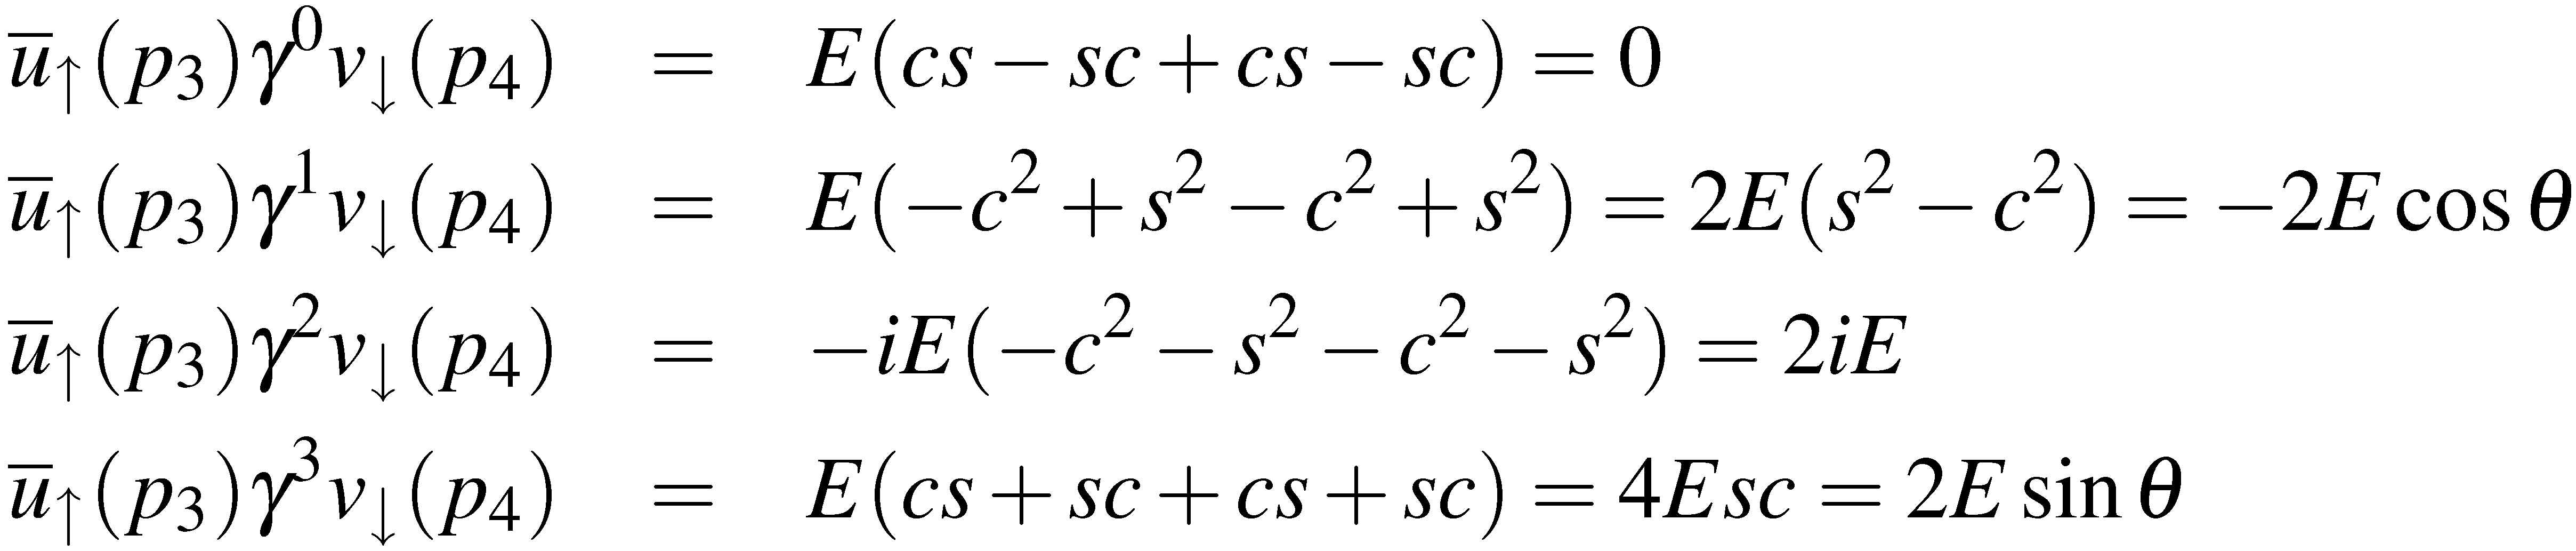 u̅↑(p₃)γ⁰v↓(p₄) = E(cs − sc + cs − sc) = 0
u̅↑(p₃)γ¹v↓(p₄) = E(−c² + s² − c² + s²) = 2E(s² − c²) = −2E cos θ
u̅↑(p₃)γ²v↓(p₄) = −iE(−c² − s² − c² − s²) = 2iE
u̅↑(p₃)γ³v↓(p₄) = E(cs + sc + cs + sc) = 4Esc = 2E sin θ